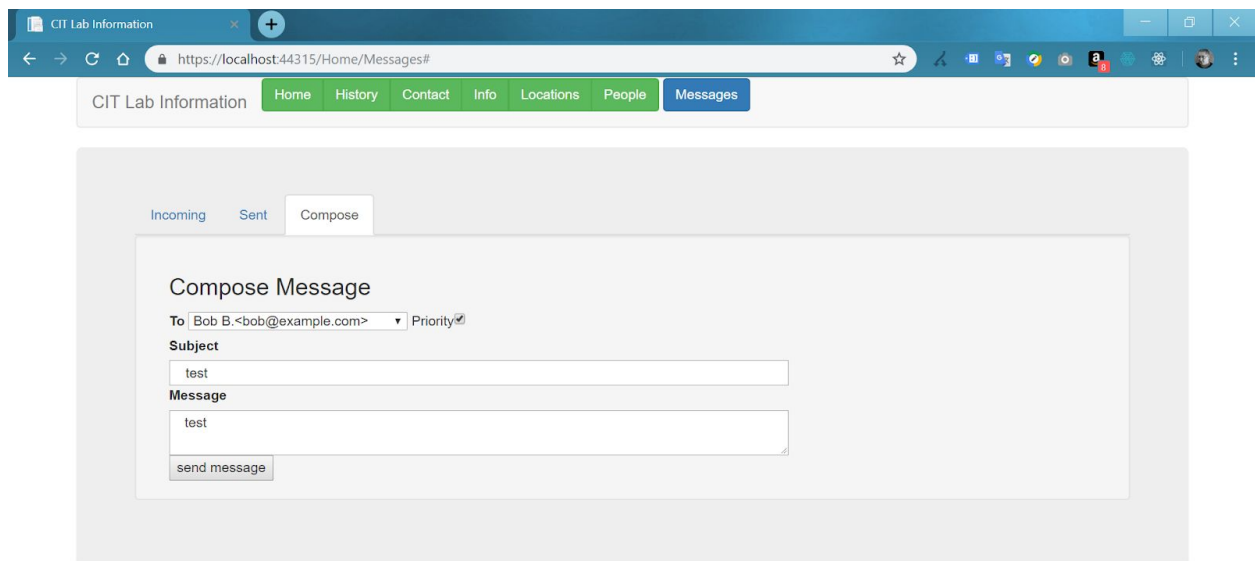 CIT Lab Information
https://localhost:44315/Home/Messages#
8
CIT Lab Information Home History Contact Info Locations People Messages
Incoming Sent Compose
Compose Message
To Bob B.<bob@example.com> Priority
Subject
test
Message
test
send message